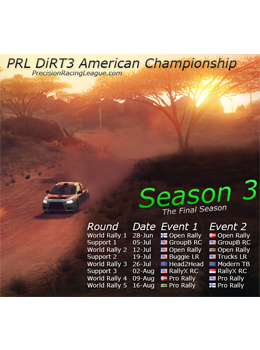 PRL DiRT3 American Championship
PrecisionRacingLeague.com
Season 3
The Final Season
Round Date Event 1 Event 2
World Rally 1 28-Jun Open Rally Open Rally
Support 1 05-Jul GroupB RC GroupB RC
World Rally 2 12-Jul Open Rally Open Rally
Support 2 19-Jul Buggie LR Trucks LR
World Rally 3 26-Jul Head2Head Modern TB
Support 3 02-Aug RallyX RC RallyX RC
World Rally 4 09-Aug Pro Rally Pro Rally
World Rally 5 16-Aug Pro Rally Pro Rally